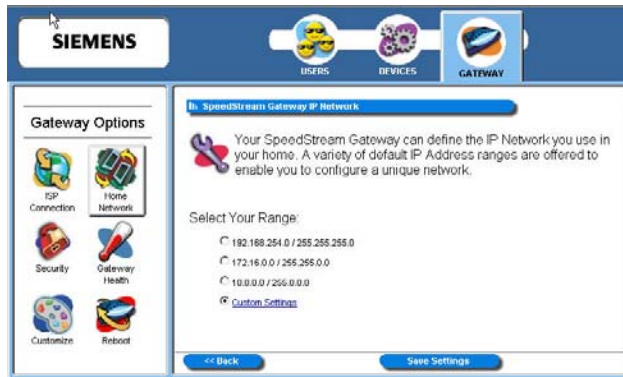 SIEMENS
USERS
DEVICES
GATEWAY
Gateway Options
ISP
Connection
Home
Network
Security
Gateway
Health
Customize
Reboot
SpeedStream Gateway IP Network
Your SpeedStream Gateway can define the IP Network you use in
your home. A variety of default IP Address ranges are offered to
enable you to configure a unique network.
Select Your Range:
192.168.254.0 / 255.255.255.0
172.16.0.0 / 255.255.0.0
10.0.0.0 / 255.0.0.0
Custom Settings
<< Back
Save Settings